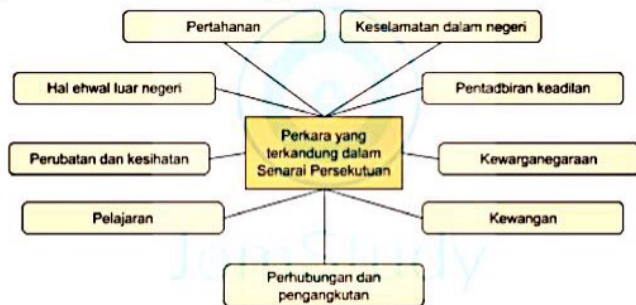 Pertahanan
Keselamatan dalam negeri
Hal ehwal luar negeri
Pentadbiran keadilan
Perkara yang
terkandung dalam
Senarai Persekutuan
Perubatan dan kesihatan
Kewarganegaraan
Pelajaran
Kewangan
Perhubungan dan
pengangkutan
JomStudy